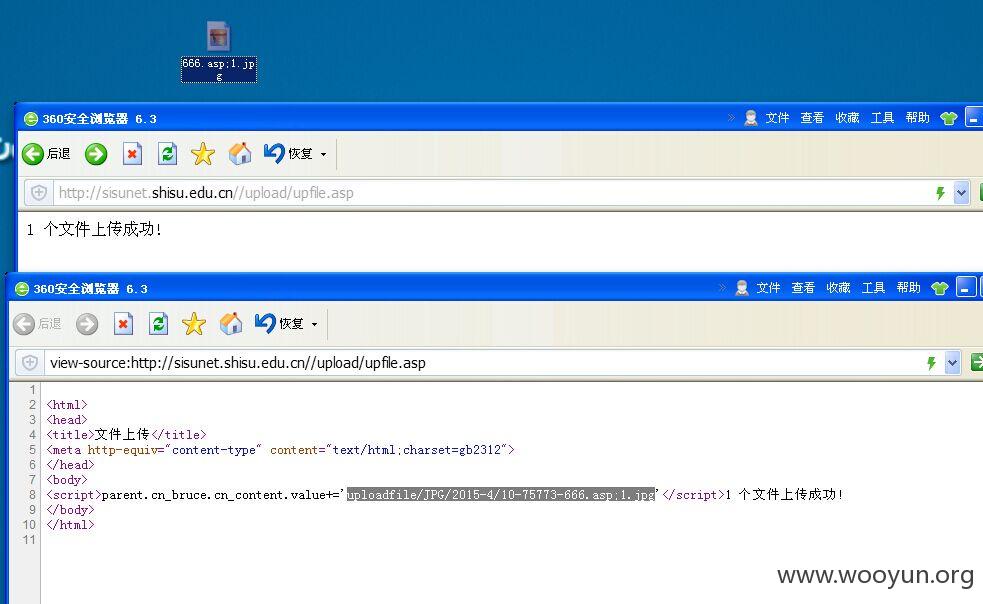 666.asp;1.jp
g
360安全浏览器 6.3
» 文件 查看 收藏 工具 帮助
后退 恢复
http://sisunet.shisu.edu.cn//upload/upfile.asp
1 个文件上传成功!
360安全浏览器 6.3
» 文件 查看 收藏 工具 帮助
后退 恢复
view-source:http://sisunet.shisu.edu.cn//upload/upfile.asp
1
2 <html>
3 <head>
4 <title>文件上传</title>
5 <meta http-equiv="content-type" content="text/html;charset=gb2312">
6 </head>
7 <body>
8 <script>parent.cn_bruce.cn_content.value+='uploadfile/JPG/2015-4/10-75773-666.asp;1.jpg'</script>1 个文件上传成功!
9 </body>
10 </html>
11
www.wooyun.org